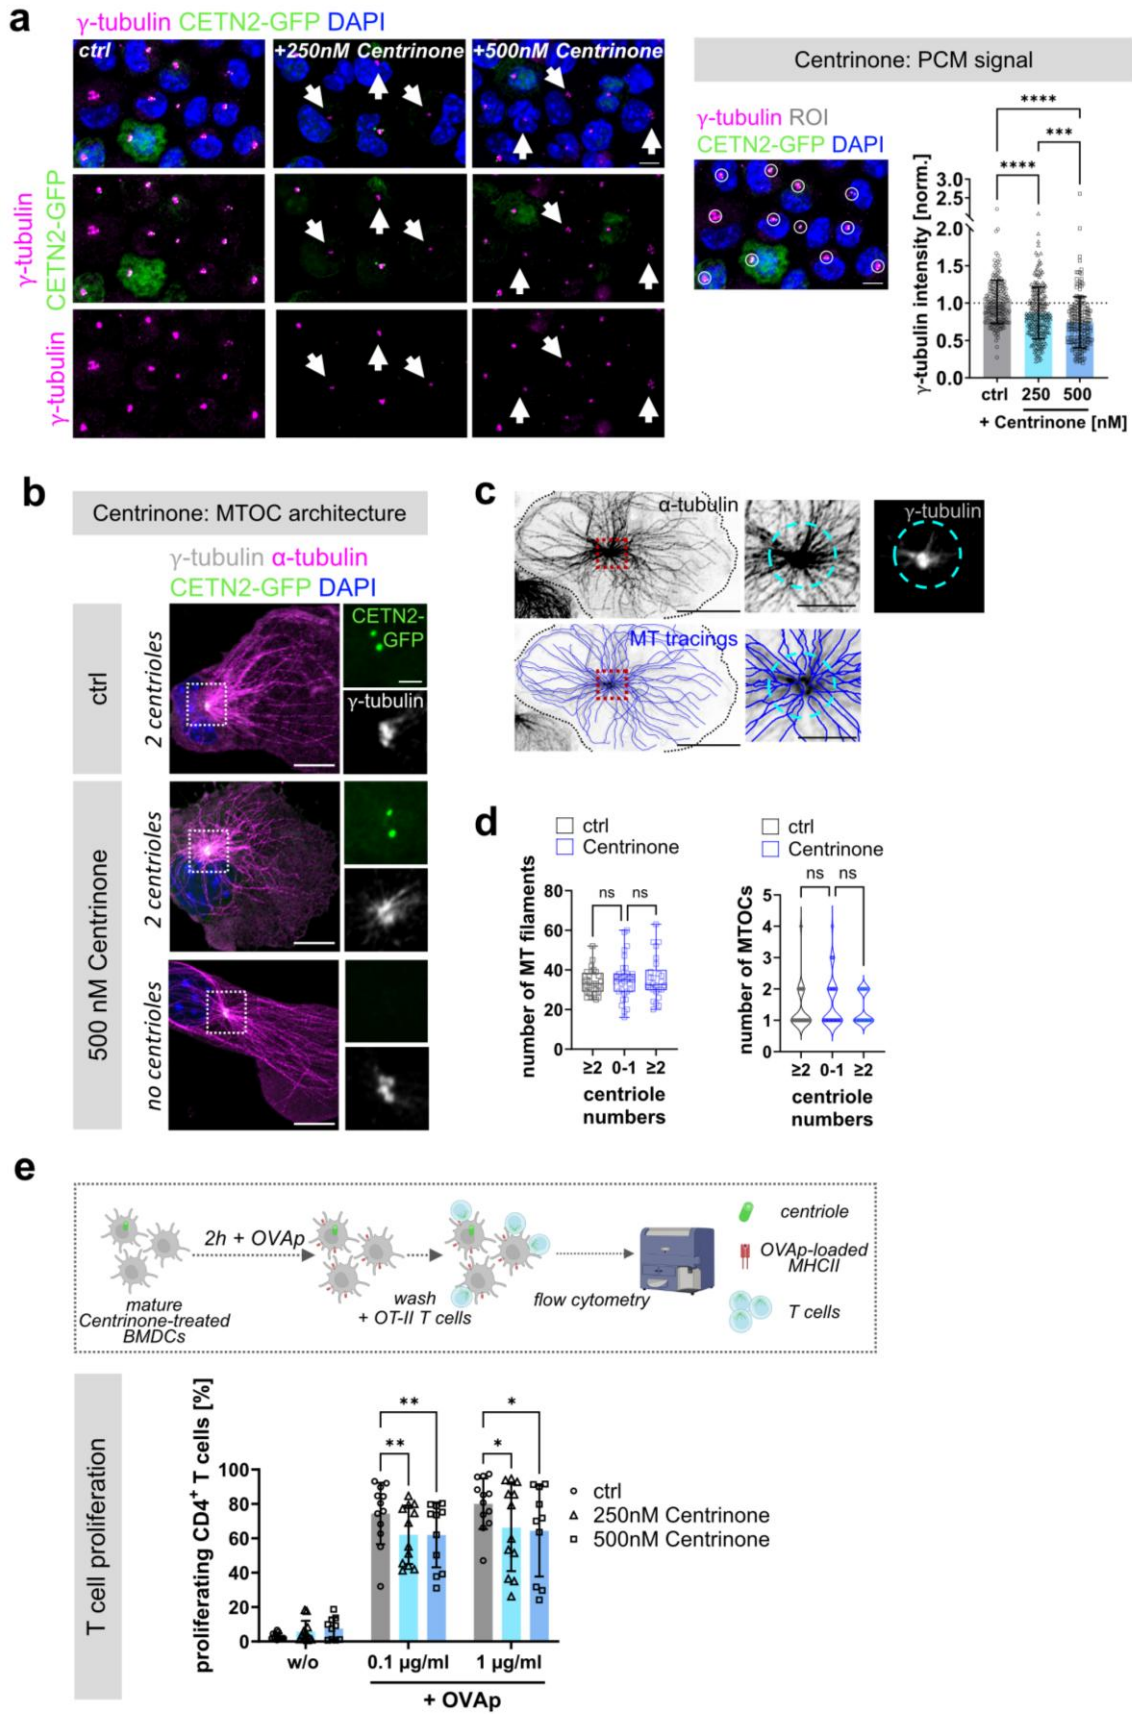 a
γ-tubulin CETN2-GFP DAPI
ctrl
+250nM Centrinone
+500nM Centrinone
γ-tubulin
CETN2-GFP
γ-tubulin
Centrinone: PCM signal
γ-tubulin ROI
CETN2-GFP DAPI
γ-tubulin intensity [norm.]
3.0
2.0
1.5
1.0
0.5
0.0
****
****
***
ctrl
250
500
+ Centrinone [nM]
b
Centrinone: MTOC architecture
γ-tubulin α-tubulin
CETN2-GFP DAPI
ctrl
500 nM Centrinone
2 centrioles
2 centrioles
no centrioles
CETN2-
GFP
γ-tubulin
c
α-tubulin
γ-tubulin
MT tracings
d
ctrl
Centrinone
number of MT filaments
80
60
40
20
0
ns
ns
≥2 0-1 ≥2
centriole
numbers
ctrl
Centrinone
number of MTOCs
5
4
3
2
1
0
ns
ns
≥2 0-1 ≥2
centriole
numbers
e
mature
Centrinone-treated
BMDCs
2h + OVAp
wash
+ OT-II T cells
flow cytometry
centriole
OVAp-loaded
MHCII
T cells
T cell proliferation
proliferating CD4⁺ T cells [%]
100
80
60
40
20
0
**
**
*
*
w/o
0.1 µg/ml
1 µg/ml
+ OVAp
ctrl
250nM Centrinone
500nM Centrinone